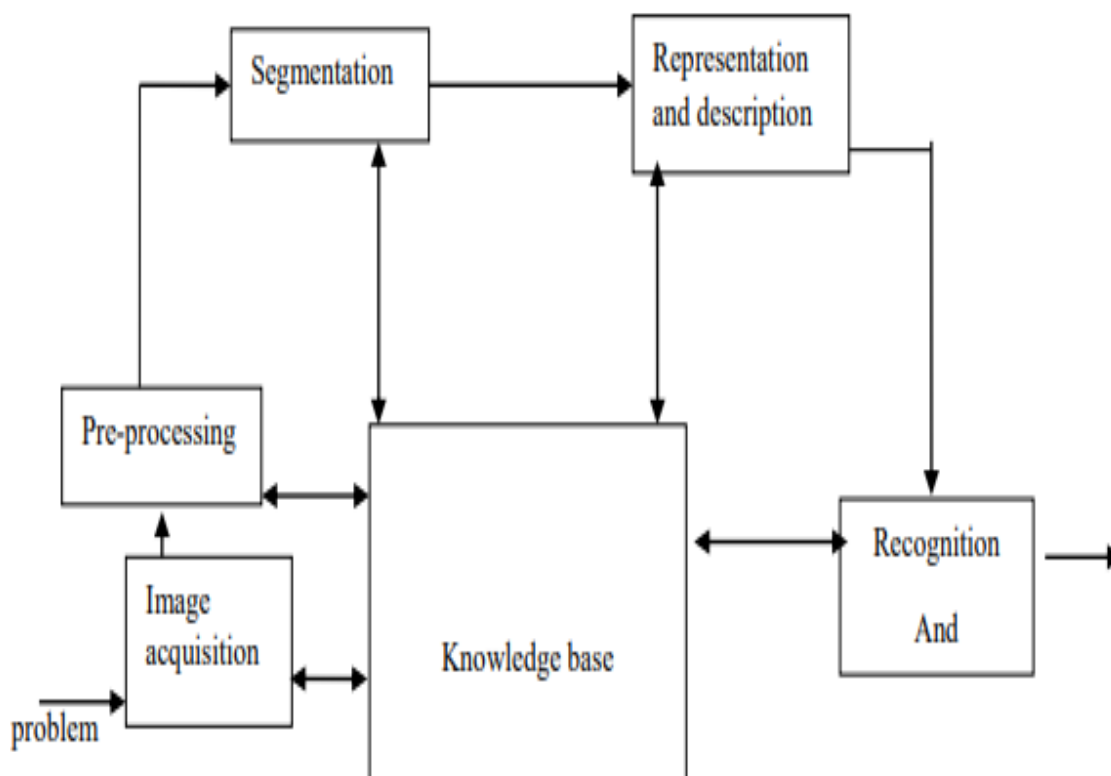 Segmentation
Representation
and description
Pre-processing
Image
acquisition
problem
Knowledge base
Recognition
And